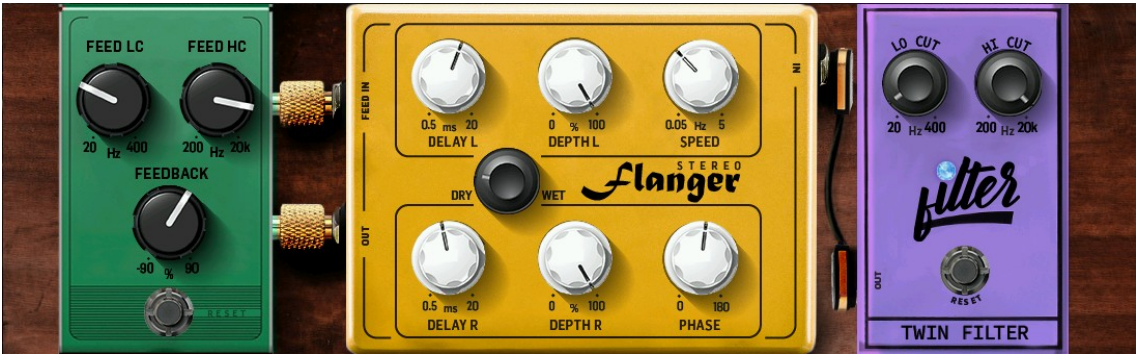 FEED LC FEED HC
20 Hz 400 200 Hz 20k
FEEDBACK
-90 % 90
RESET
FEED IN
OUT
IN
0.5 ms 20 0 % 100 0.05 Hz 5
DELAY L DEPTH L SPEED
DRY WET
STEREO
Flanger
0.5 ms 20 0 % 100 0 180
DELAY R DEPTH R PHASE
LO CUT HI CUT
20 Hz 400 200 Hz 20k
filter
OUT
RESET
TWIN FILTER